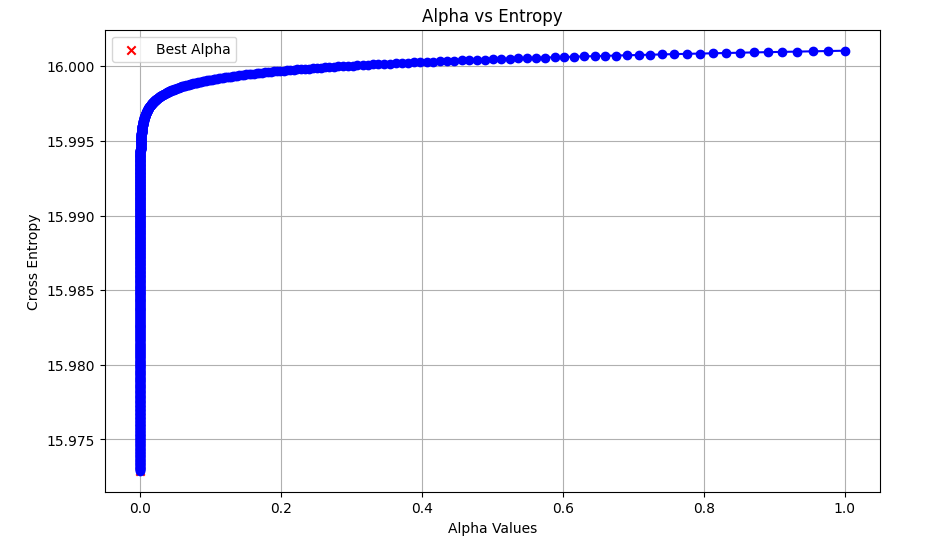 Alpha vs Entropy
Best Alpha
16.000
15.995
15.990
15.985
15.980
15.975
Cross Entropy
0.0 0.2 0.4 0.6 0.8 1.0
Alpha Values